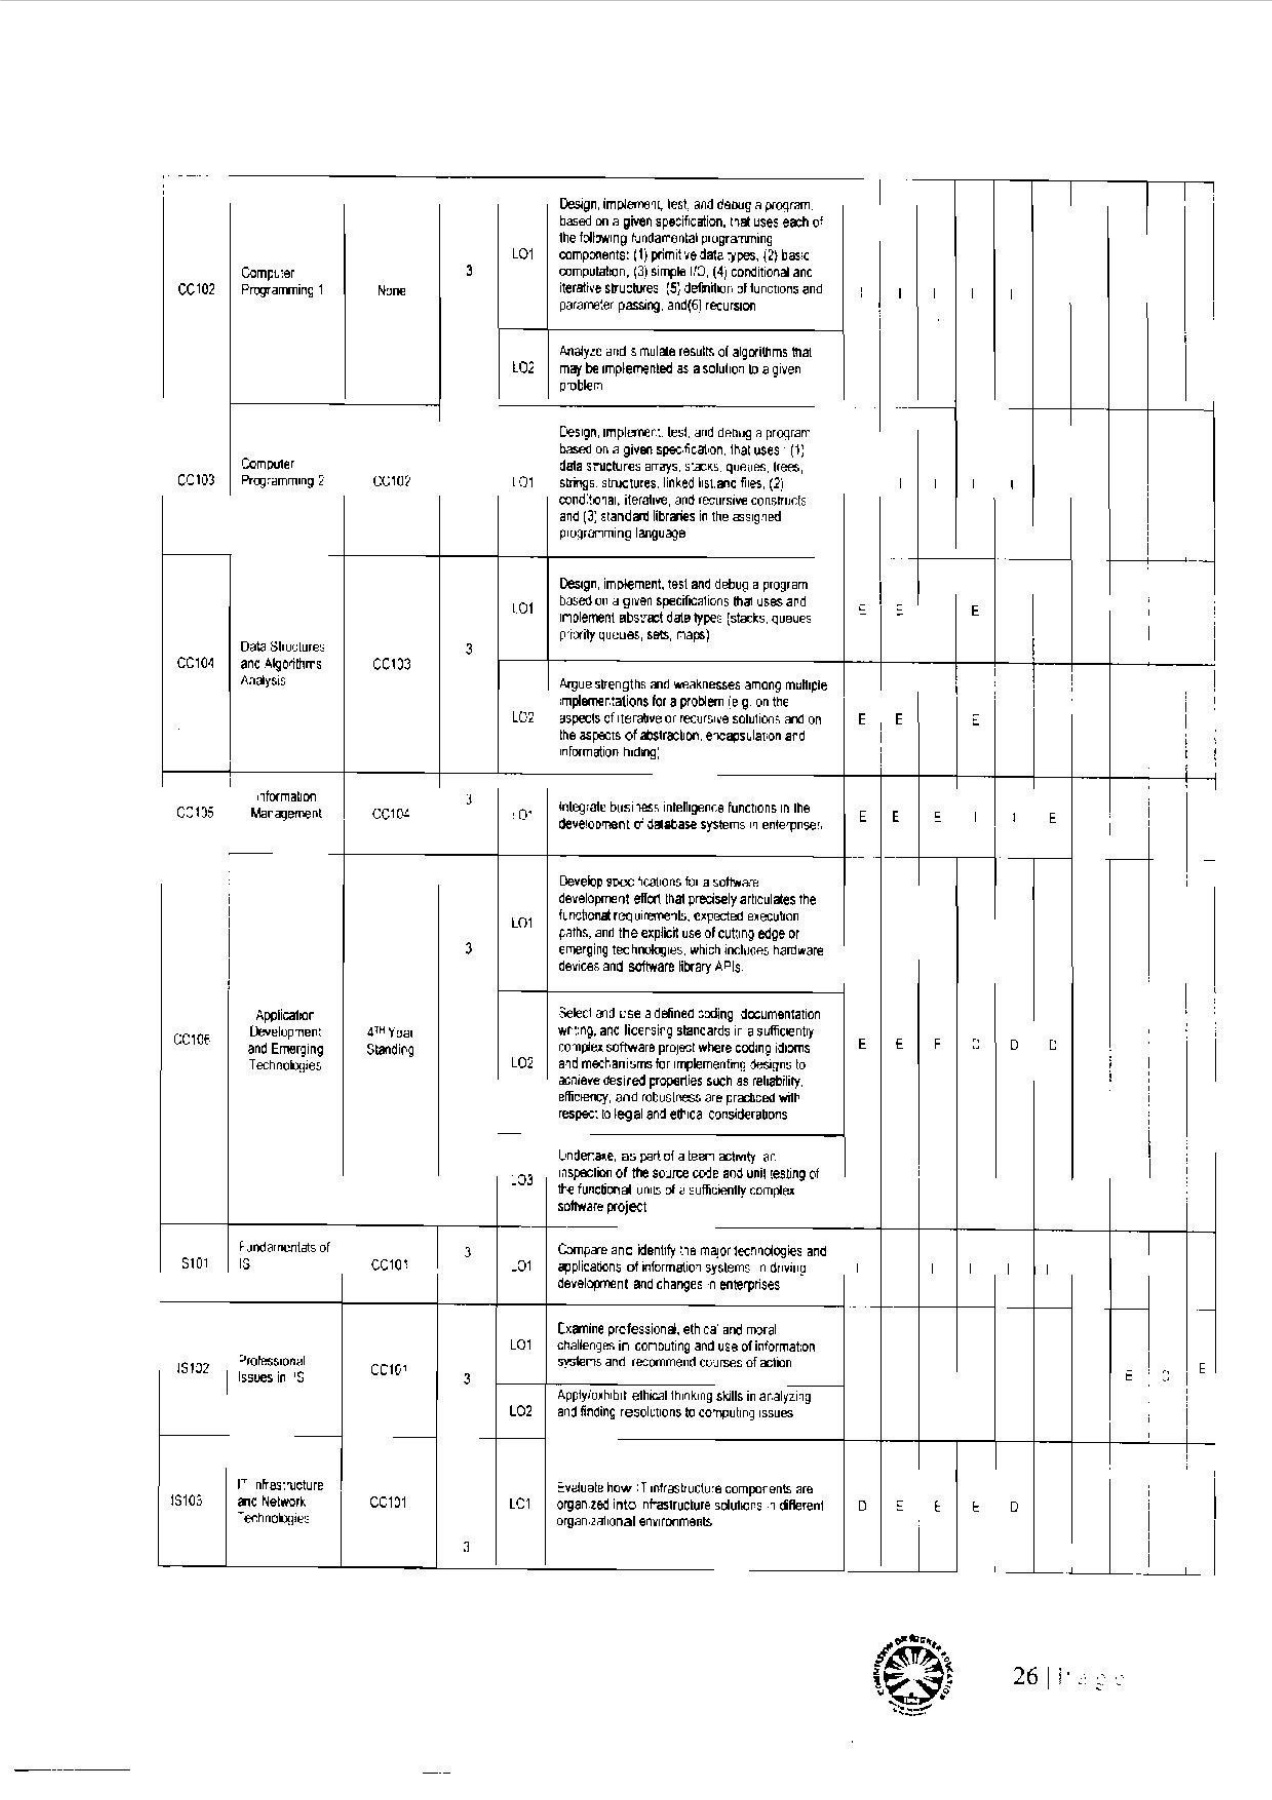 CC102
Computer
Programming 1
None
3
LO1
Design, implement, test, and debug a program,
based on a given specification, that uses each of
the following fundamental programming
components: (1) primitive data types, (2) basic
computation, (3) simple I/O, (4) conditional and
iterative structures (5) definition of functions and
parameter passing, and(6) recursion
I I I I I
LO2
Analyze and simulate results of algorithms that
may be implemented as a solution to a given
problem
CC103
Computer
Programming 2
CC102
LO1
Design, implement, test, and debug a program
based on a given specification, that uses : (1)
data structures arrays, stacks, queues, trees,
strings, structures, linked list and files, (2)
conditional, iterative, and recursive constructs
and (3) standard libraries in the assigned
programming language
I I I I
CC104
Data Structures
and Algorithms
Analysis
CC103
3
LO1
Design, implement, test and debug a program
based on a given specifications that uses and
implement abstract date types (stacks, queues
priority queues, sets, maps)
E E E
LO2
Argue strengths and weaknesses among multiple
implementations for a problem (e.g. on the
aspects of iterative or recursive solutions and on
the aspects of abstraction, encapsulation and
information hiding)
E E E
CC105
Information
Management
CC104
3
LO1
Integrate business intelligence functions in the
development of database systems in enterprises
E E E I I E
CC106
Application
Development
and Emerging
Technologies
4TH Year
Standing
3
LO1
Develop specifications for a software
development effort that precisely articulates the
functional requirements, expected execution
paths, and the explicit use of cutting edge or
emerging technologies, which includes hardware
devices and software library APIs.
LO2
Select and use a defined coding documentation
writing, and licensing standards in a sufficiently
complex software project where coding idioms
and mechanisms for implementing designs to
achieve desired properties such as reliability,
efficiency, and robustness are practiced with
respect to legal and ethical considerations
E E D D
LO3
Undertake, as part of a team activity an
inspection of the source code and unit testing of
the functional units of a sufficiently complex
software project
S101
Fundamentals of
IS
CC101
3
LO1
Compare and identify the major technologies and
applications of information systems in driving
development and changes in enterprises
I I I I I I
IS102
Professional
Issues in IS
CC101
3
LO1
Examine professional, ethical and moral
challenges in computing and use of information
systems and recommend courses of action
E E
LO2
Apply/exhibit ethical thinking skills in analyzing
and finding resolutions to computing issues
IS103
IT Infrastructure
and Network
Technologies
CC101
3
LO1
Evaluate how IT infrastructure components are
organized into infrastructure solutions in different
organizational environments
D E E E D
COMMISSION ON HIGHER EDUCATION
26 | Page